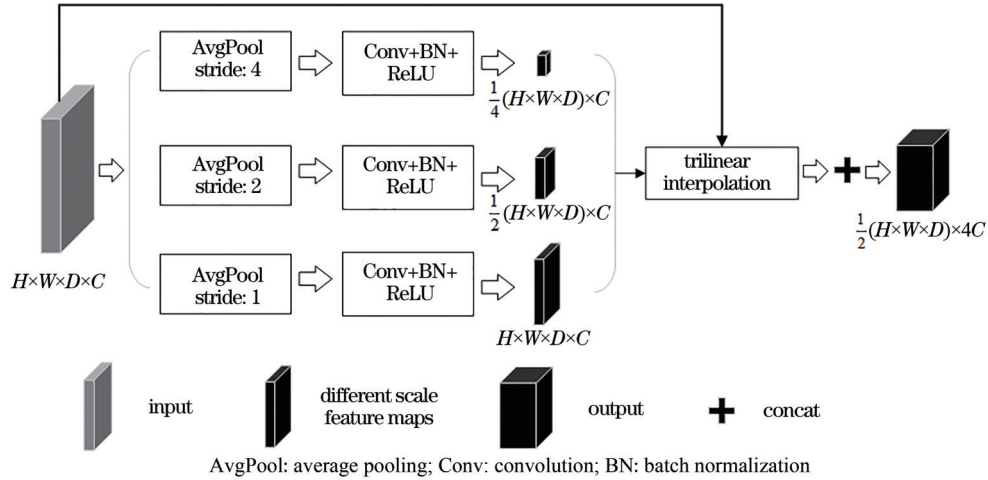 AvgPool
stride: 4
Conv+BN+
ReLU
1/4(H×W×D)×C
AvgPool
stride: 2
Conv+BN+
ReLU
1/2(H×W×D)×C
AvgPool
stride: 1
Conv+BN+
ReLU
H×W×D×C
H×W×D×C
trilinear
interpolation
1/2(H×W×D)×4C
input
different scale
feature maps
output
concat
AvgPool: average pooling; Conv: convolution; BN: batch normalization